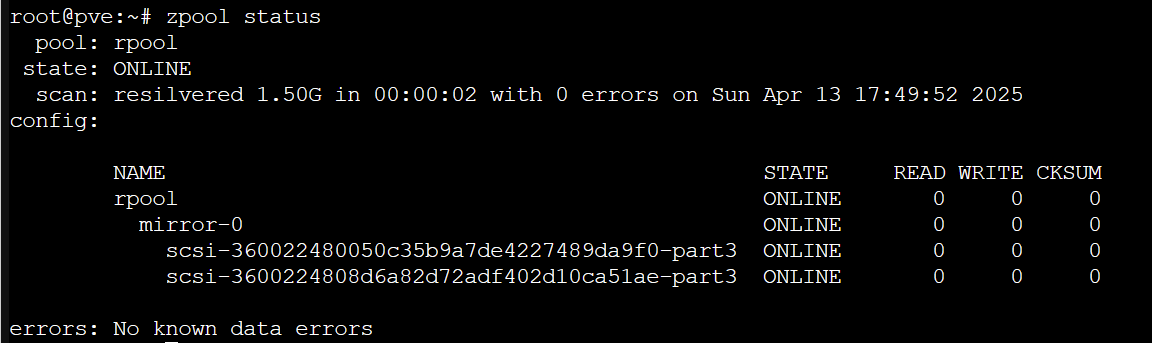 root@pve:~# zpool status
pool: rpool
state: ONLINE
scan: resilvered 1.50G in 00:00:02 with 0 errors on Sun Apr 13 17:49:52 2025
config:
NAME STATE READ WRITE CKSUM
rpool ONLINE 0 0 0
mirror-0 ONLINE 0 0 0
scsi-360022480050c35b9a7de4227489da9f0-part3 ONLINE 0 0 0
scsi-3600224808d6a82d72adf402d10ca51ae-part3 ONLINE 0 0 0
errors: No known data errors